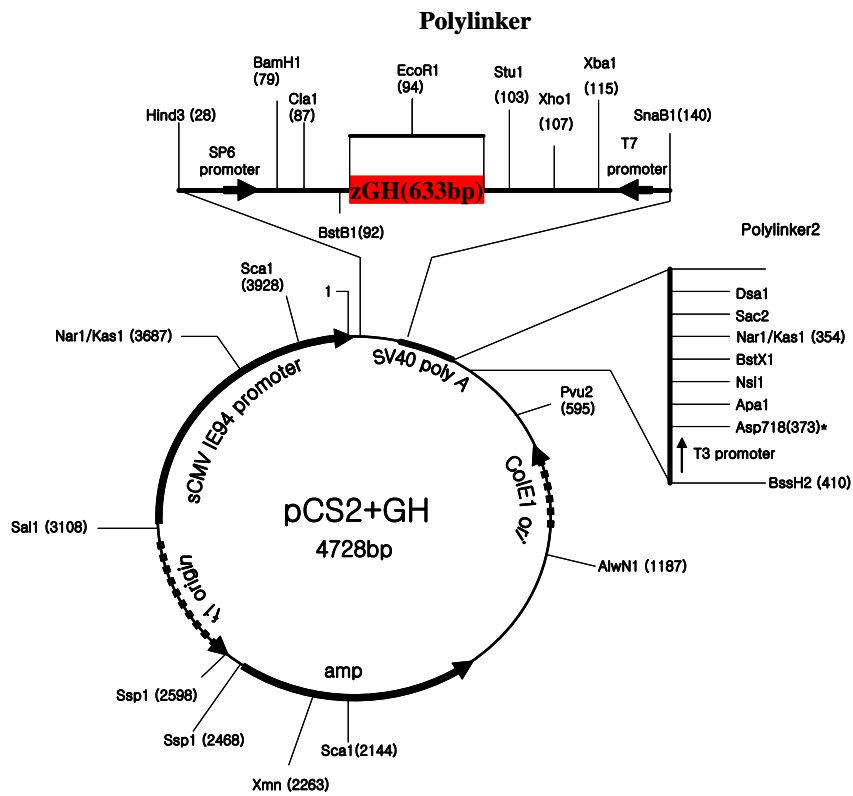 Polylinker
BamH1
(79)
EcoR1
(94)
Stu1
(103)
Xba1
(115)
Cla1
(87)
Xho1
(107)
Hind3 (28)
SnaB1(140)
SP6
promoter
T7
promoter
zGH(633bp)
BstB1(92)
Polylinker2
Sca1
(3928)
1
Dsa1
Sac2
Nar1/Kas1 (3687)
Nar1/Kas1 (354)
SV40 poly A
BstX1
sCMV IE94 promoter
Nsi1
Pvu2
(595)
Apa1
Asp718(373)*
T3 promoter
ColE1 ori.
BssH2 (410)
pCS2+GH
4728bp
Sal1 (3108)
f1 origin
AlwN1 (1187)
amp
Ssp1 (2598)
Ssp1 (2468)
Sca1(2144)
Xmn (2263)